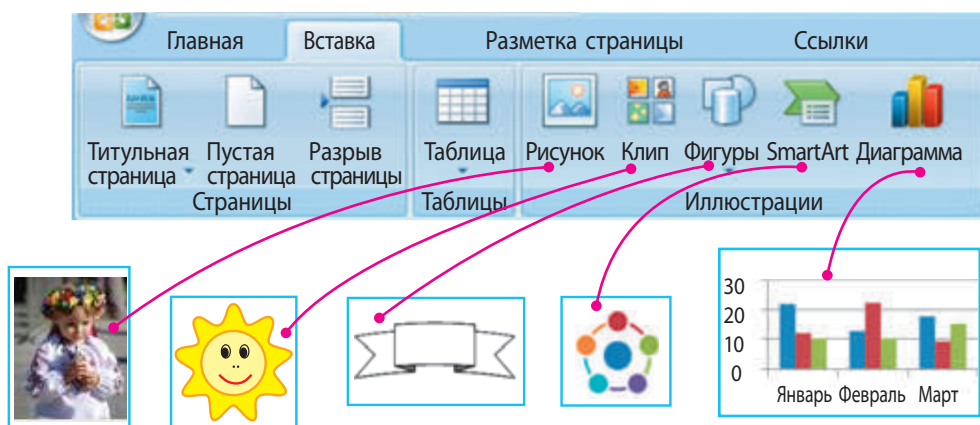 Главная Вставка Разметка страницы Ссылки
Титульная страница
Пустая страница
Разрыв страницы
Таблица
Рисунок
Клип
Фигуры
SmartArt
Диаграмма
Страницы Таблицы Иллюстрации
30
20
10
0
Январь Февраль Март